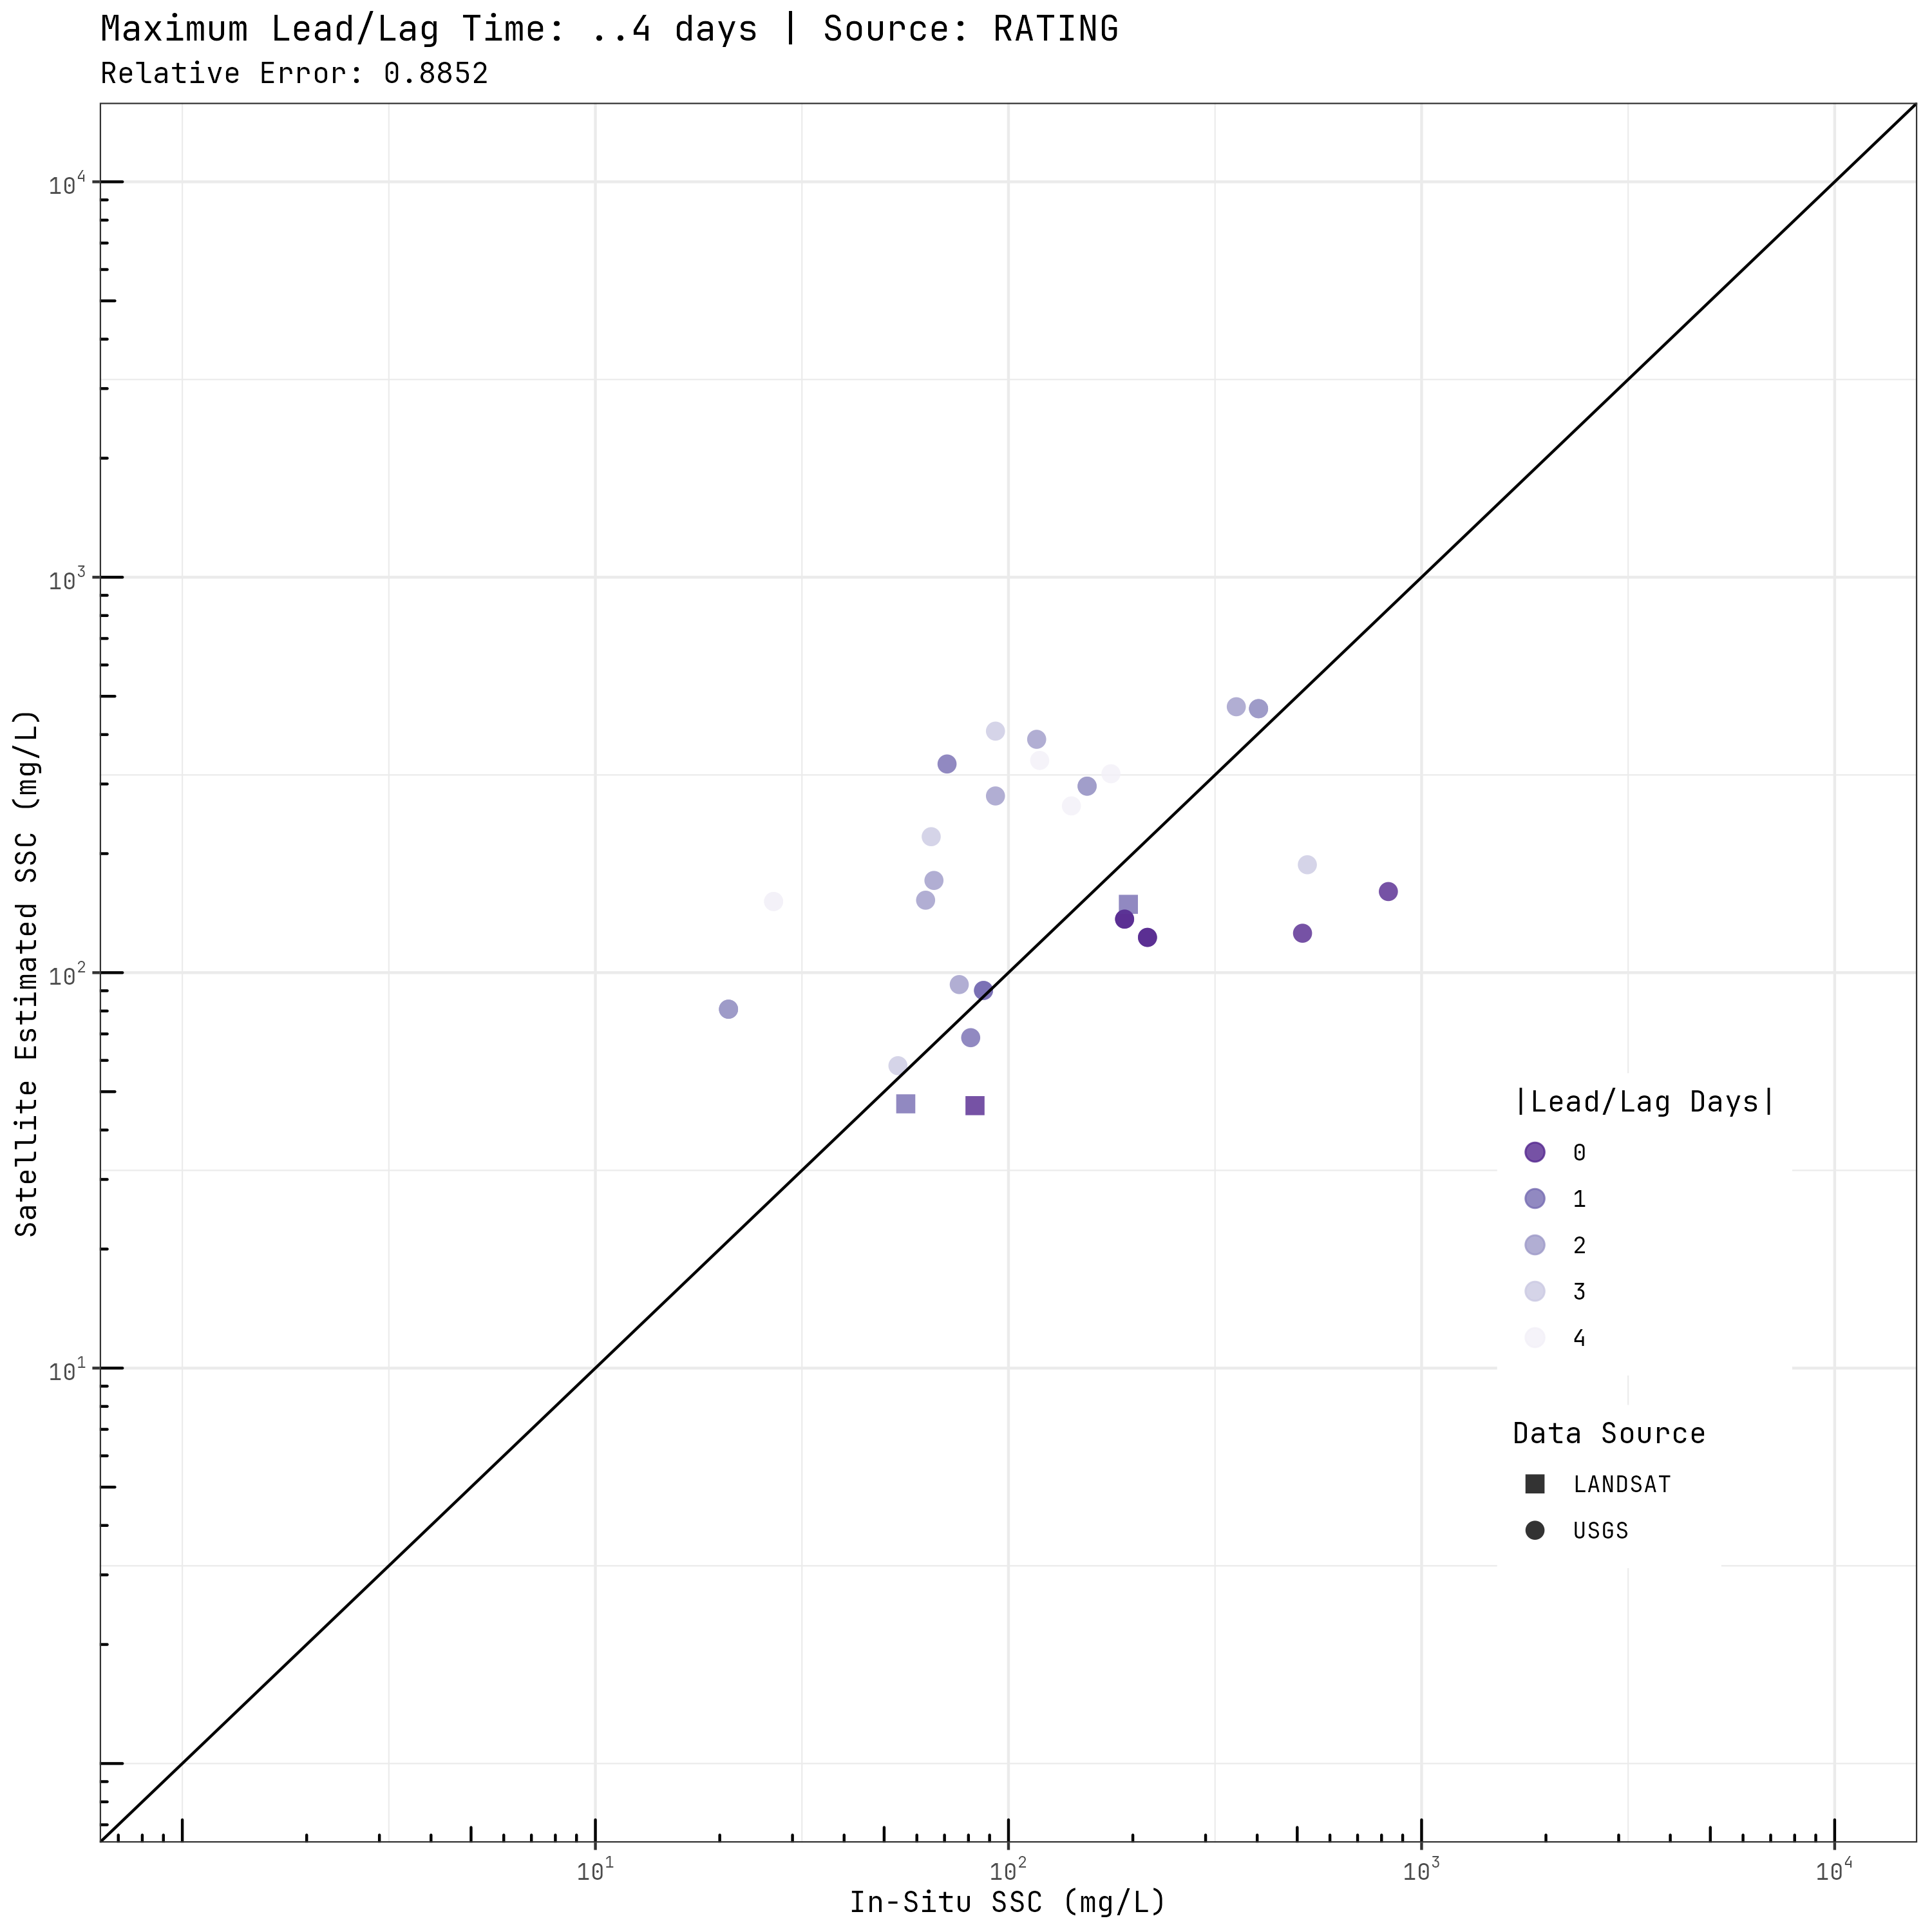 Maximum Lead/Lag Time: ..4 days | Source: RATING
Relative Error: 0.8852
Satellite Estimated SSC (mg/L)
10⁴
10³
10²
10¹
|Lead/Lag Days|
0
1
2
3
4
Data Source
LANDSAT
USGS
10¹ 10² 10³ 10⁴
In-Situ SSC (mg/L)